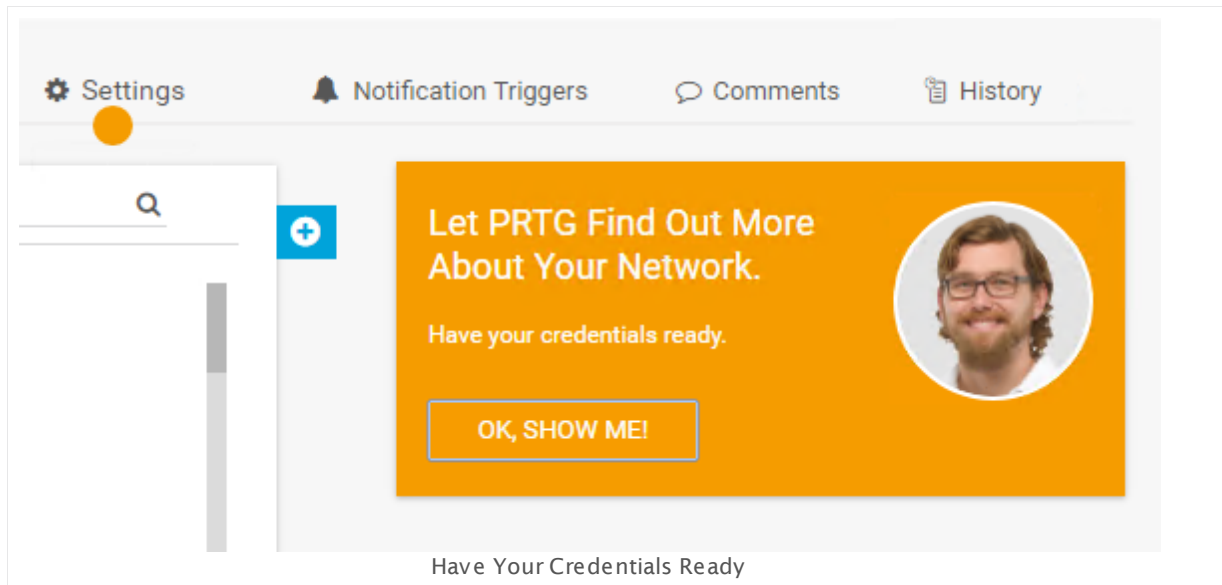 Settings
Notification Triggers
Comments
History
Let PRTG Find Out More
About Your Network.
Have your credentials ready.
OK, SHOW ME!
Have Your Credentials Ready